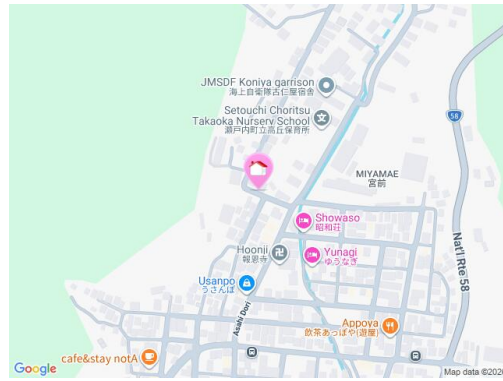 JMSDF Koniya garrison
海上自衛隊古仁屋宿舎
Setouchi Choritsu
Takaoka Nursery School
瀬戸内町立高丘保育所
58
MIYAMAE
宮前
Showaso
昭和荘
Hoonji
報恩寺
Yunagi
ゆうなぎ
Nat'l Rte 58
Usanpo
うさんぽ
Asahi Dori
Appoya
飲茶あっぽや(遊屋)
cafe&stay notA
Google
Map data ©202